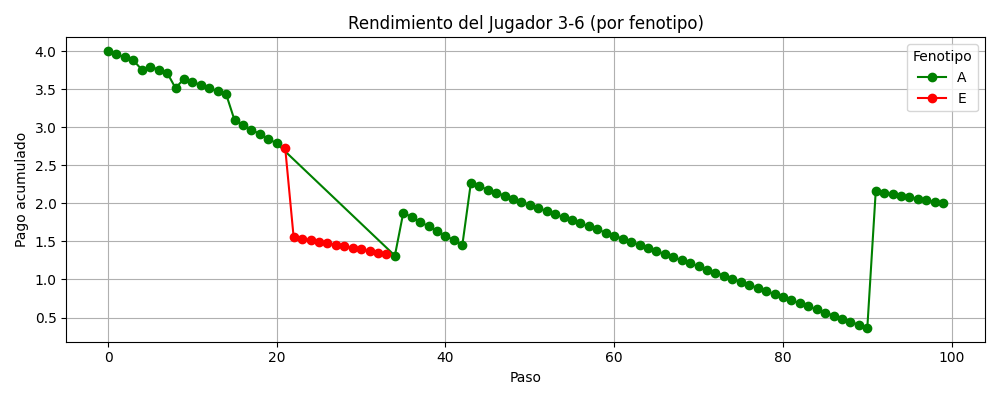 Rendimiento del Jugador 3-6 (por fenotipo)
Pago acumulado
4.0
3.5
3.0
2.5
2.0
1.5
1.0
0.5
Fenotipo
A
E
0 20 40 60 80 100
Paso